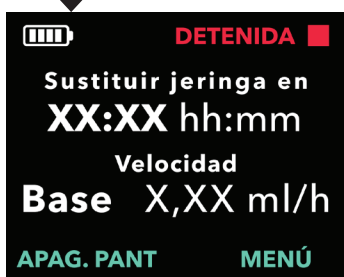 DETENIDA
Sustituir jeringa en
XX:XX hh:mm
Velocidad
Base X,XX ml/h
APAG. PANT MENÚ